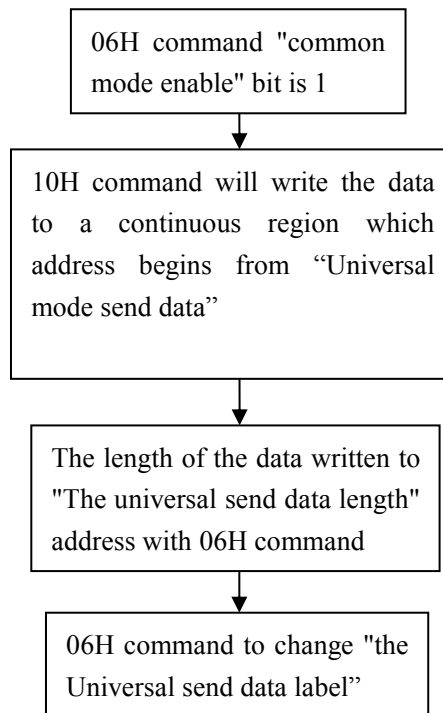 06H command "common
mode enable" bit is 1
10H command will write the data
to a continuous region which
address begins from “Universal
mode send data”
The length of the data written to
"The universal send data length"
address with 06H command
06H command to change "the
Universal send data label”